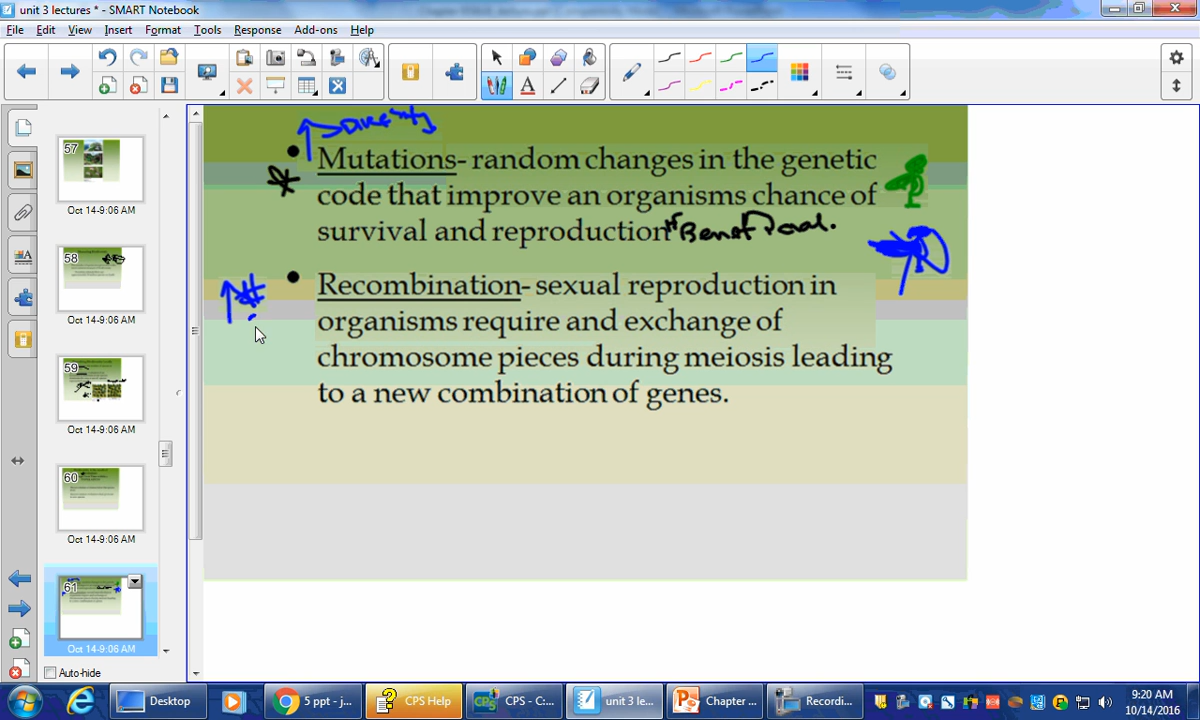 unit 3 lectures * - SMART Notebook
File Edit View Insert Format Tools Response Add-ons Help
57
Oct 14-9:06 AM
58
Oct 14-9:06 AM
59
Oct 14-9:06 AM
60
Oct 14-9:06 AM
61
Oct 14-9:06 AM
Auto-hide
• Mutations- random changes in the genetic
code that improve an organisms chance of
survival and reproduction
• Recombination- sexual reproduction in
organisms require and exchange of
chromosome pieces during meiosis leading
to a new combination of genes.
Desktop
5 ppt - j...
CPS Help
CPS - C:...
unit 3 le...
Chapter ...
Recordi...
9:20 AM
10/14/2016